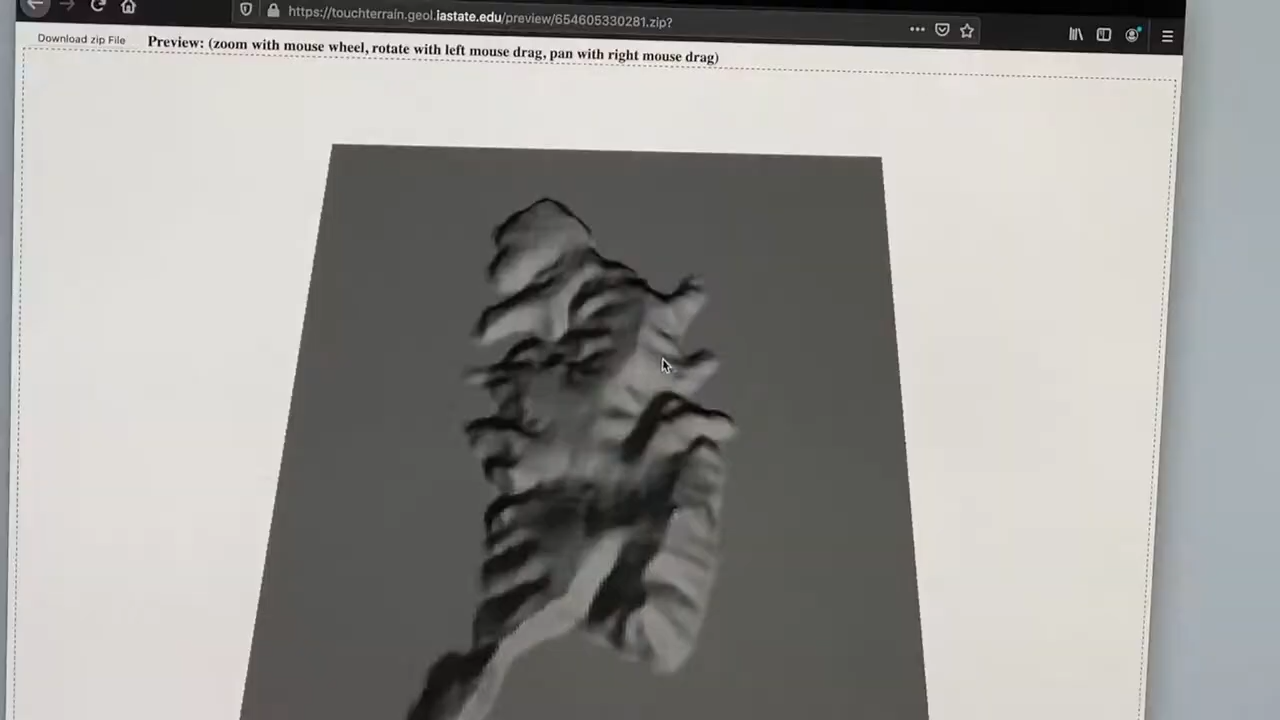 https://touchterrain.geol.iastate.edu/preview/654605330281.zip?
Download zip File
Preview: (zoom with mouse wheel, rotate with left mouse drag, pan with right mouse drag)